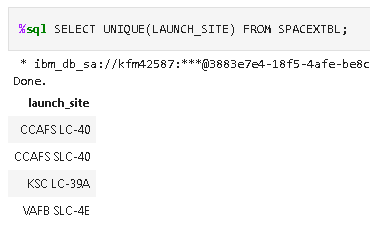 %sql SELECT UNIQUE(LAUNCH_SITE) FROM SPACEXTBL;
* ibm_db_sa://kfm42587:***@3883e7e4-18f5-4afe-be8c
Done.
launch_site
CCAFS LC-40
CCAFS SLC-40
KSC LC-39A
VAFB SLC-4E